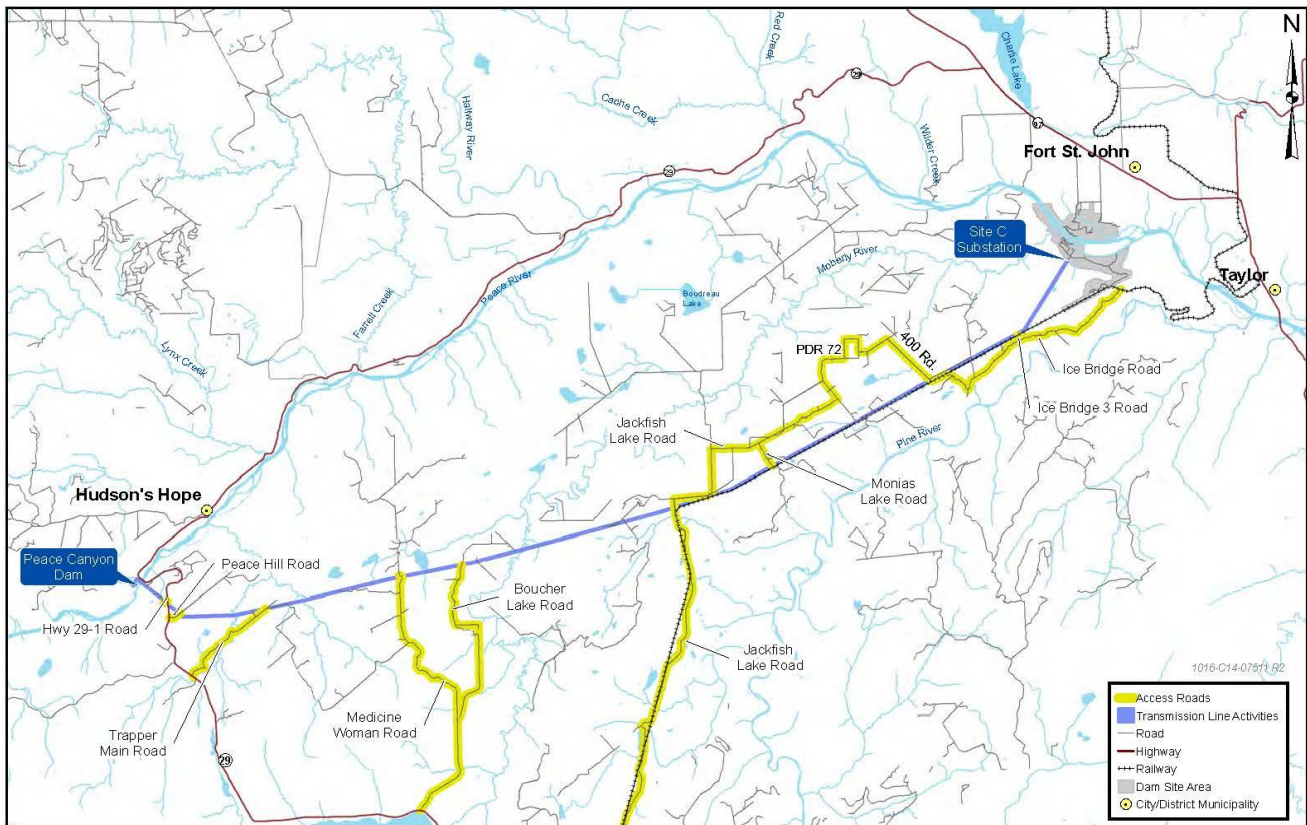 N
Red Creek
Charlie Lake
29
Halfway River
Cache Creek
97
Wilder Creek
Fort St. John
29
Site C
Substation
Moberly River
Taylor
Peace River
Boudreau
Lake
Farrell Creek
Lynx Creek
PDR 72
400 Rd.
Ice Bridge Road
Ice Bridge 3 Road
Jackfish
Lake Road
Pine River
Monias
Lake Road
Hudson's Hope
Peace Canyon
Dam
Peace Hill Road
Boucher
Lake Road
Hwy 29-1 Road
Jackfish
Lake Road
1016-C14-07511 R2
Medicine
Woman Road
Trapper
Main Road
29
Access Roads
Transmission Line Activities
Road
Highway
Railway
Dam Site Area
City/District Municipality